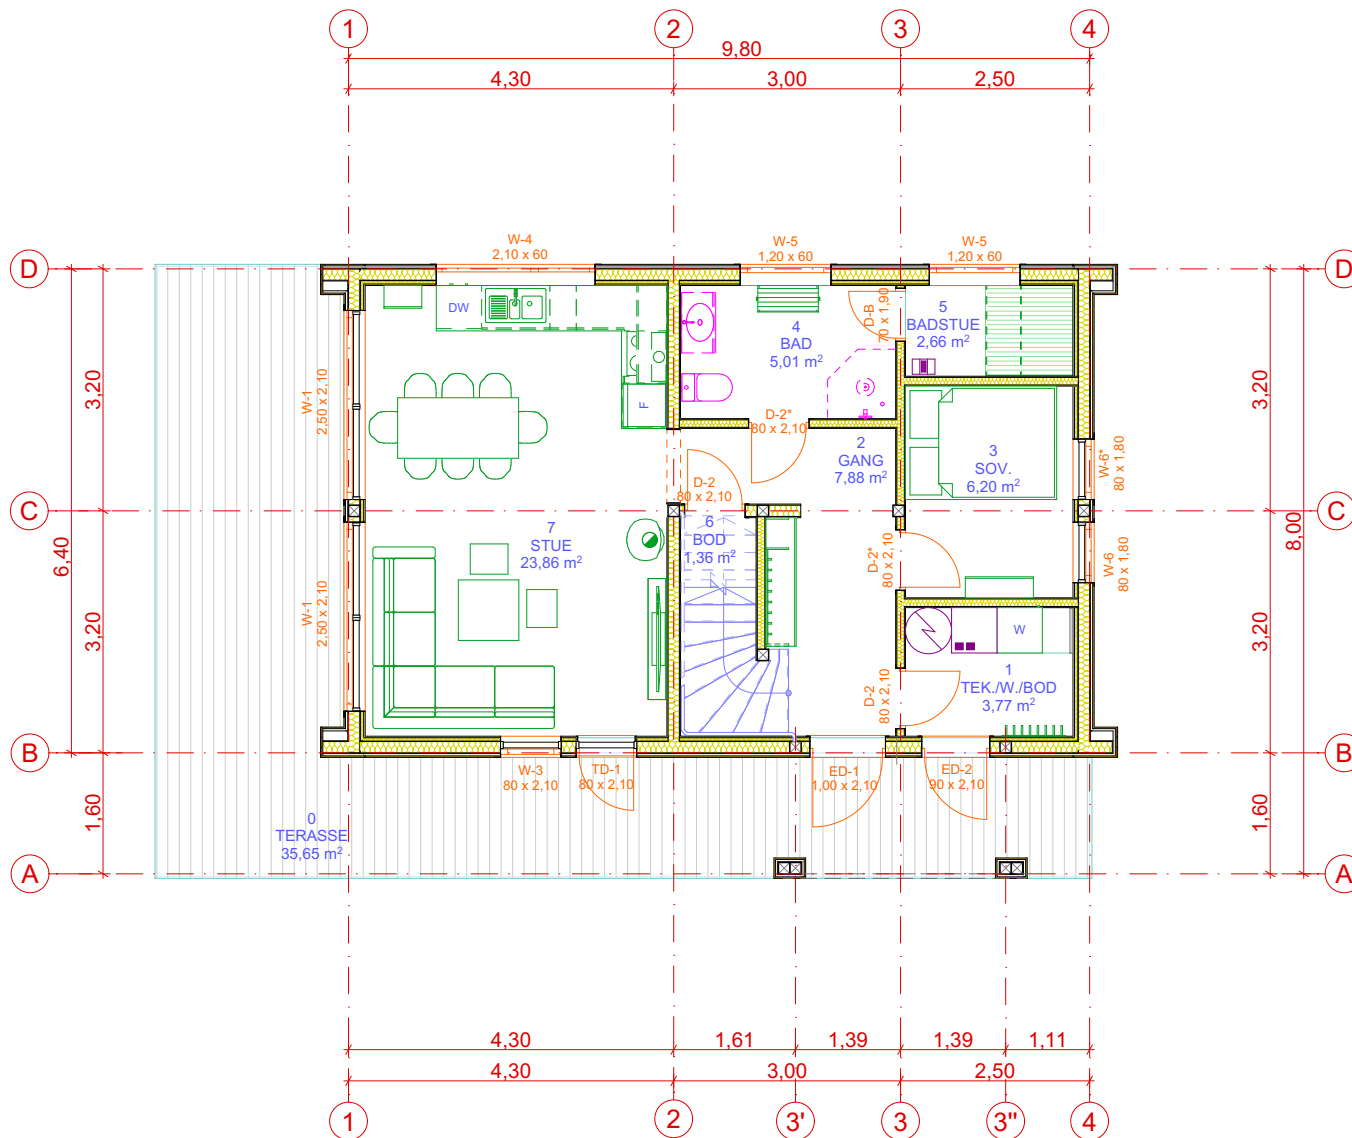 1
2
3
4
9,80
4,30
3,00
2,50
D
D
W-4
2,10 x 60
W-5
1,20 x 60
W-5
1,20 x 60
DW
F
4
BAD
5,01 m²
D-B
70 x 1,90
5
BADSTUE
2,66 m²
3,20
W-1
2,50 x 2,10
D-2*
80 x 2,10
2
GANG
7,88 m²
3
SOV.
6,20 m²
W-6*
80 x 1,80
3,20
D-2
80 x 2,10
C
C
6,40
7
STUE
23,86 m²
6
BOD
1,36 m²
D-2*
80 x 2,10
W-6
80 x 1,80
8,00
3,20
W-1
2,50 x 2,10
W
3,20
1
TEK./W./BOD
3,77 m²
D-2
80 x 2,10
B
B
W-3
80 x 2,10
TD-1
80 x 2,10
ED-1
1,00 x 2,10
ED-2
90 x 2,10
1,60
0
TERASSE
35,65 m²
1,60
A
A
4,30
1,61
1,39
1,39
1,11
4,30
3,00
2,50
1
2
3'
3
3"
4